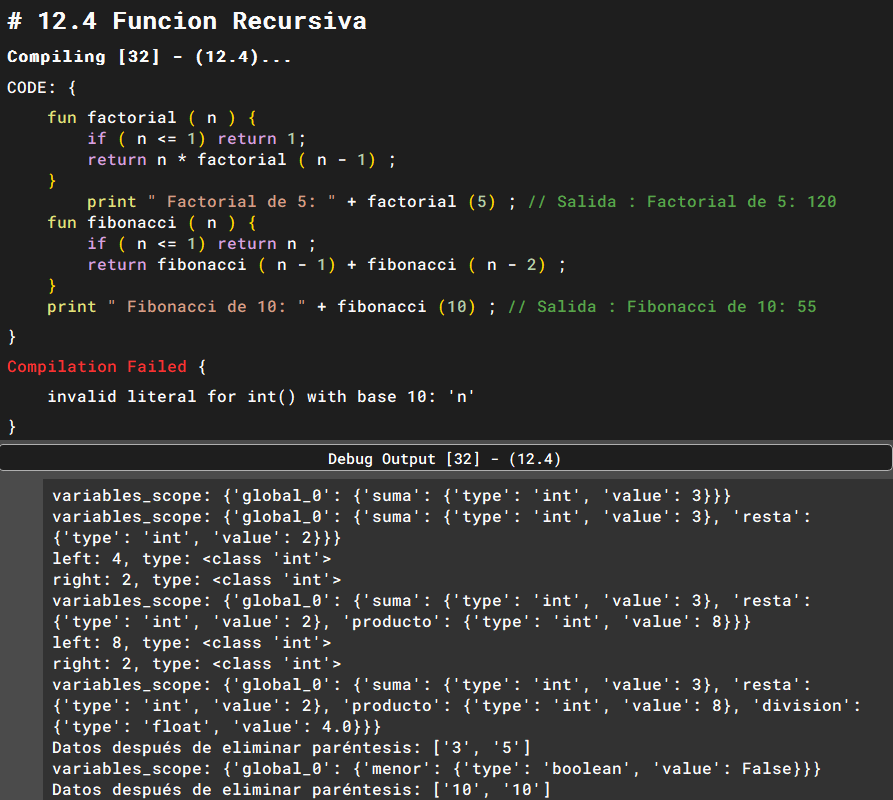 # 12.4 Funcion Recursiva
Compiling [32] - (12.4)...
CODE: {
fun factorial ( n ) {
if ( n <= 1) return 1;
return n * factorial ( n - 1) ;
}
print " Factorial de 5: " + factorial (5) ; // Salida : Factorial de 5: 120
fun fibonacci ( n ) {
if ( n <= 1) return n ;
return fibonacci ( n - 1) + fibonacci ( n - 2) ;
}
print " Fibonacci de 10: " + fibonacci (10) ; // Salida : Fibonacci de 10: 55
}
Compilation Failed {
invalid literal for int() with base 10: 'n'
}
Debug Output [32] - (12.4)
variables_scope: {'global_0': {'suma': {'type': 'int', 'value': 3}}}
variables_scope: {'global_0': {'suma': {'type': 'int', 'value': 3}, 'resta':
{'type': 'int', 'value': 2}}}
left: 4, type: <class 'int'>
right: 2, type: <class 'int'>
variables_scope: {'global_0': {'suma': {'type': 'int', 'value': 3}, 'resta':
{'type': 'int', 'value': 2}, 'producto': {'type': 'int', 'value': 8}}}
left: 8, type: <class 'int'>
right: 2, type: <class 'int'>
variables_scope: {'global_0': {'suma': {'type': 'int', 'value': 3}, 'resta':
{'type': 'int', 'value': 2}, 'producto': {'type': 'int', 'value': 8}, 'division':
{'type': 'float', 'value': 4.0}}}
Datos después de eliminar paréntesis: ['3', '5']
variables_scope: {'global_0': {'menor': {'type': 'boolean', 'value': False}}}
Datos después de eliminar paréntesis: ['10', '10']